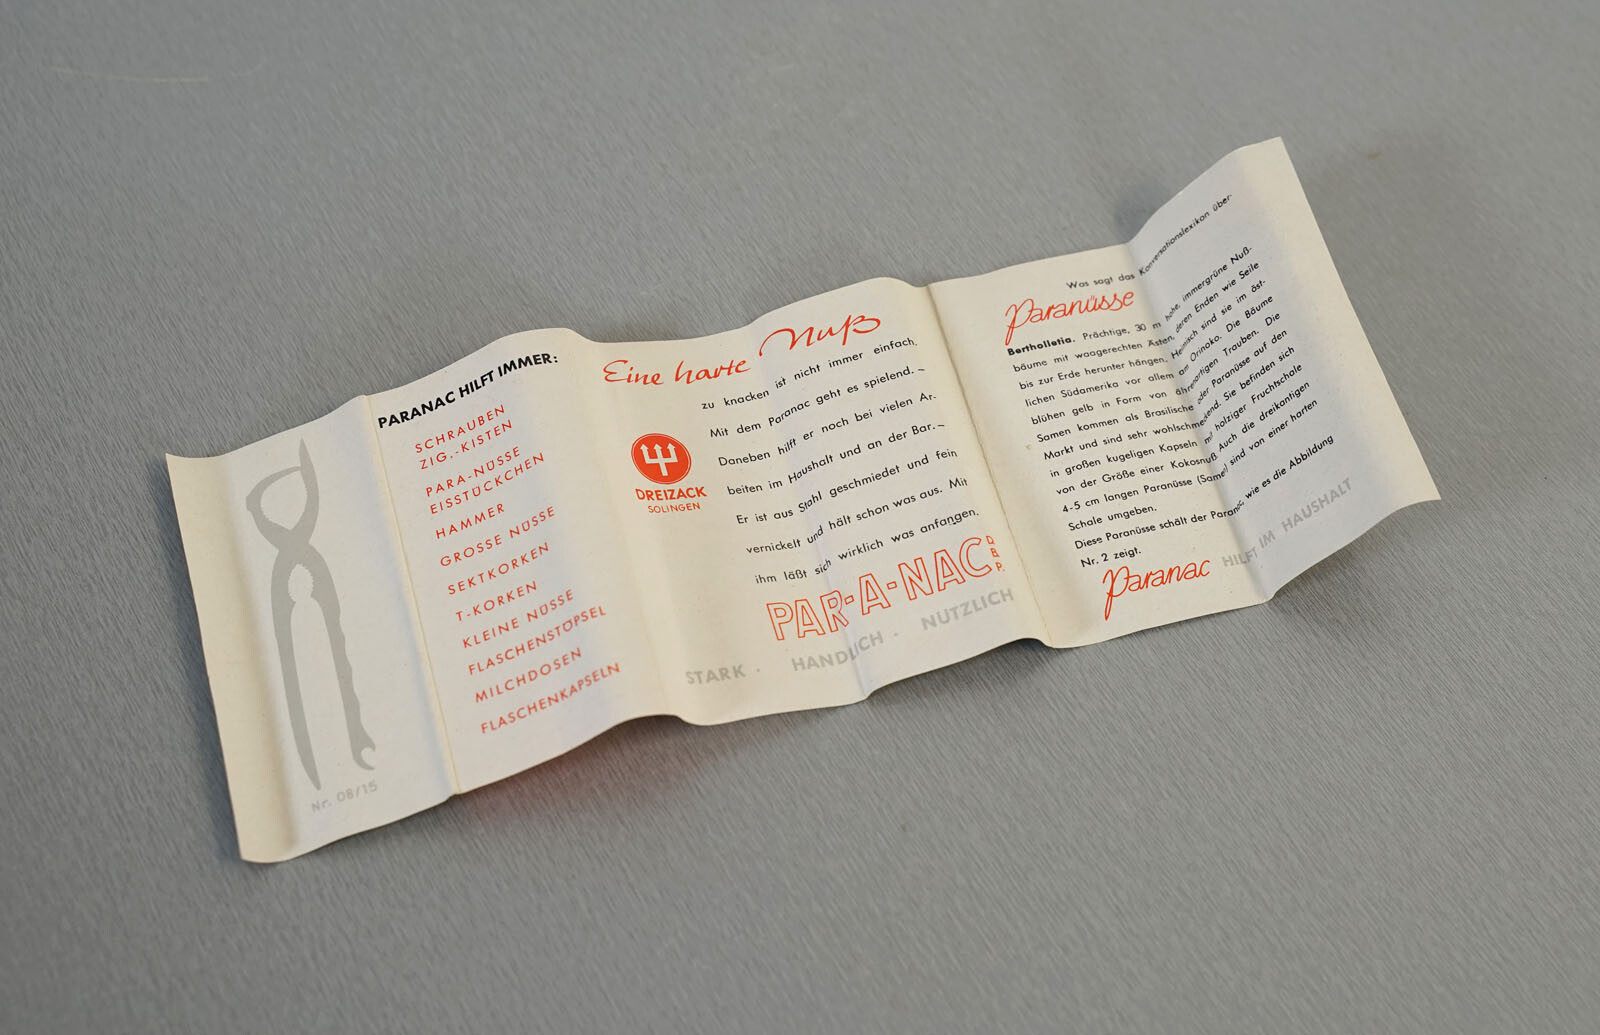 Nr. 08/15
PARANAC HILFT IMMER:
SCHRAUBEN
ZIG.-KISTEN
PARA-NÜSSE
EISSTÜCKCHEN
HAMMER
GROSSE NÜSSE
SEKTKORKEN
T-KORKEN
KLEINE NÜSSE
FLASCHENSTÖPSEL
MILCHDOSEN
FLASCHENKAPSELN
Eine harte Nuß
zu knacken ist nicht immer einfach.
Mit dem Paranac geht es spielend. –
Daneben hilft er noch bei vielen Ar-
beiten im Haushalt und an der Bar. –
Er ist aus Stahl geschmiedet und fein
vernickelt und hält schon was aus. Mit
ihm läßt sich wirklich was anfangen.
DREIZACK
SOLINGEN
PAR-A-NAC D.
B.
P.
STARK · HANDLICH · NÜTZLICH
Was sagt das Konversationslexikon über
Paranüsse
Bertholletia. Prächtige, 30 m hohe, immergrüne Nuß-
bäume mit waagerechten Ästen, deren Enden wie Seile
bis zur Erde herunter hängen. Heimisch sind sie im öst-
lichen Südamerika vor allem am Orinoko. Die Bäume
blühen gelb in Form von ährenartigen Trauben. Die
Samen kommen als Brasilische oder Paranüsse auf den
Markt und sind sehr wohlschmeckend. Sie befinden sich
in großen kugeligen Kapseln mit holziger Fruchtschale
von der Größe einer Kokosnuß. Auch die dreikantigen
4-5 cm langen Paranüsse (Samen) sind von einer harten
Schale umgeben.
Diese Paranüsse schält der Paranac, wie es die Abbildung
Nr. 2 zeigt.
Paranac HILFT IM HAUSHALT